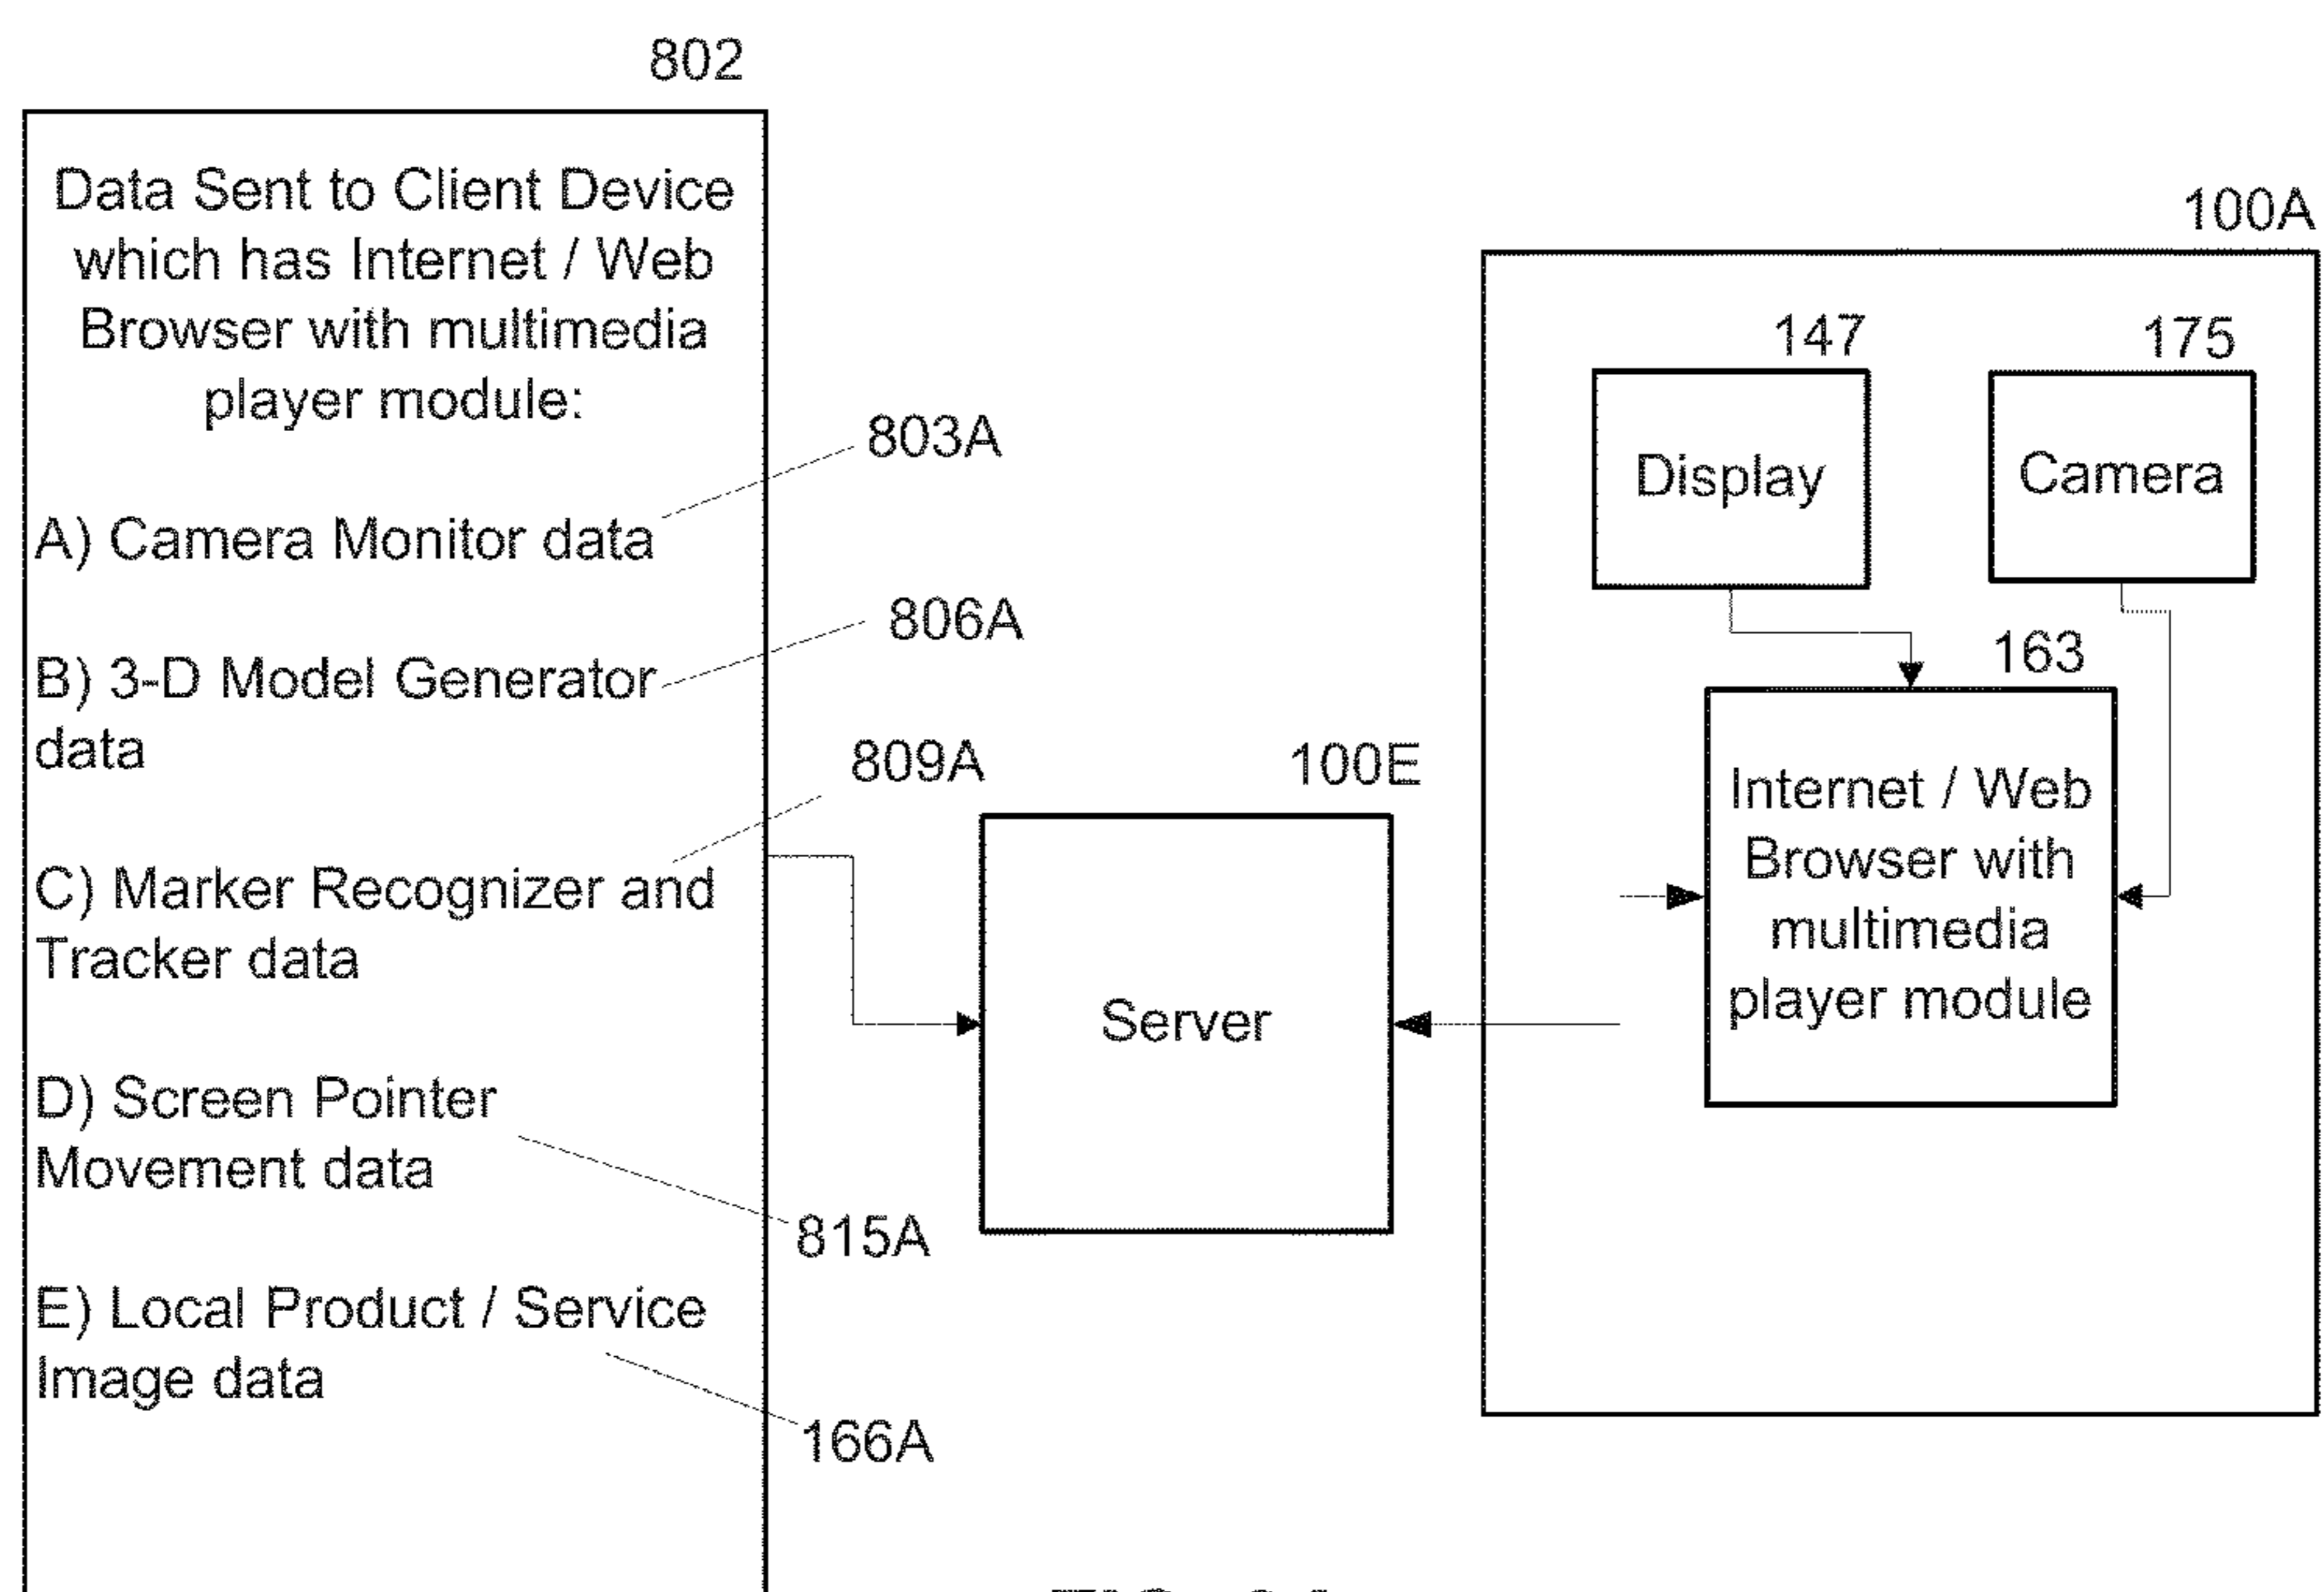 802
Data Sent to Client Device
which has Internet / Web
Browser with multimedia
player module:
A) Camera Monitor data
803A
B) 3-D Model Generator
data
806A
C) Marker Recognizer and
Tracker data
809A
D) Screen Pointer
Movement data
815A
E) Local Product / Service
Image data
166A
100E
Server
100A
147
Display
175
Camera
163
Internet / Web
Browser with
multimedia
player module